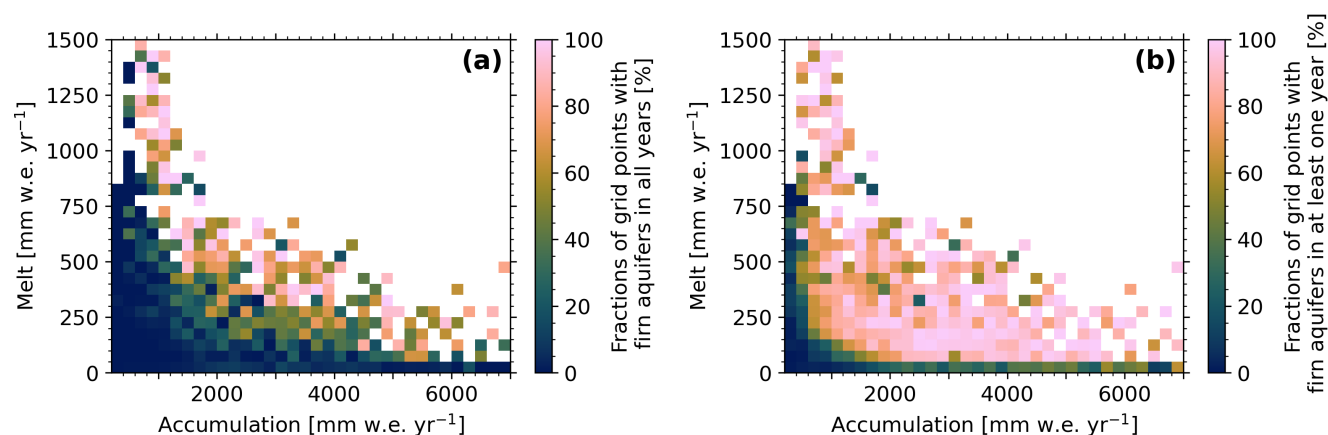 (a)
1500
1250
1000
750
500
250
0
Melt [mm w.e. yr⁻¹]
2000 4000 6000
Accumulation [mm w.e. yr⁻¹]
100
80
60
40
20
0
Fractions of grid points with
firn aquifers in all years [%]
(b)
1500
1250
1000
750
500
250
0
Melt [mm w.e. yr⁻¹]
2000 4000 6000
Accumulation [mm w.e. yr⁻¹]
100
80
60
40
20
0
Fractions of grid points with
firn aquifers in at least one year [%]